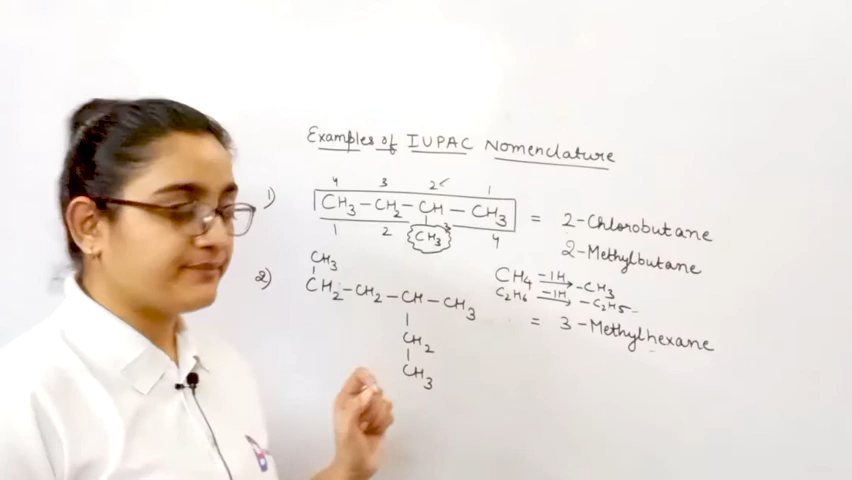 Examples of IUPAC Nomenclature
4 3 2 1
1) CH3-CH2-CH-CH3 = 2-Chlorobutane
CH3
1 2 3 4
2-Methylbutane
CH3
2) CH2-CH2-CH-CH3
CH4 -1H → -CH3
C2H6 -1H → -C2H5-
CH2
CH3
= 3-Methylhexane